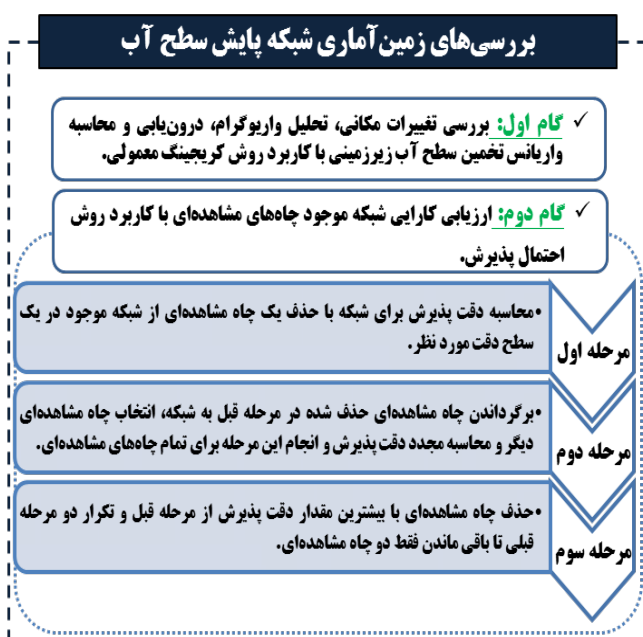 بررسی‌های زمین‌آماری شبکه پایش سطح آب
✓ گام اول: بررسی تغییرات مکانی، تحلیل واریوگرام، درون‌یابی و محاسبه
واریانس تخمین سطح آب زیرزمینی با کاربرد روش کریجینگ معمولی.
✓ گام دوم: ارزیابی کارایی شبکه موجود چاه‌های مشاهده‌ای با کاربرد روش
احتمال پذیرش.
مرحله اول
•محاسبه دقت پذیرش برای شبکه با حذف یک چاه مشاهده‌ای از شبکه موجود در یک
سطح دقت مورد نظر.
مرحله دوم
•برگرداندن چاه مشاهده‌ای حذف شده در مرحله قبل به شبکه، انتخاب چاه مشاهده‌ای
دیگر و محاسبه مجدد دقت پذیرش و انجام این مرحله برای تمام چاه‌های مشاهده‌ای.
مرحله سوم
•حذف چاه مشاهده‌ای با بیشترین مقدار دقت پذیرش از مرحله قبل و تکرار دو مرحله
قبلی تا باقی ماندن فقط دو چاه مشاهده‌ای.